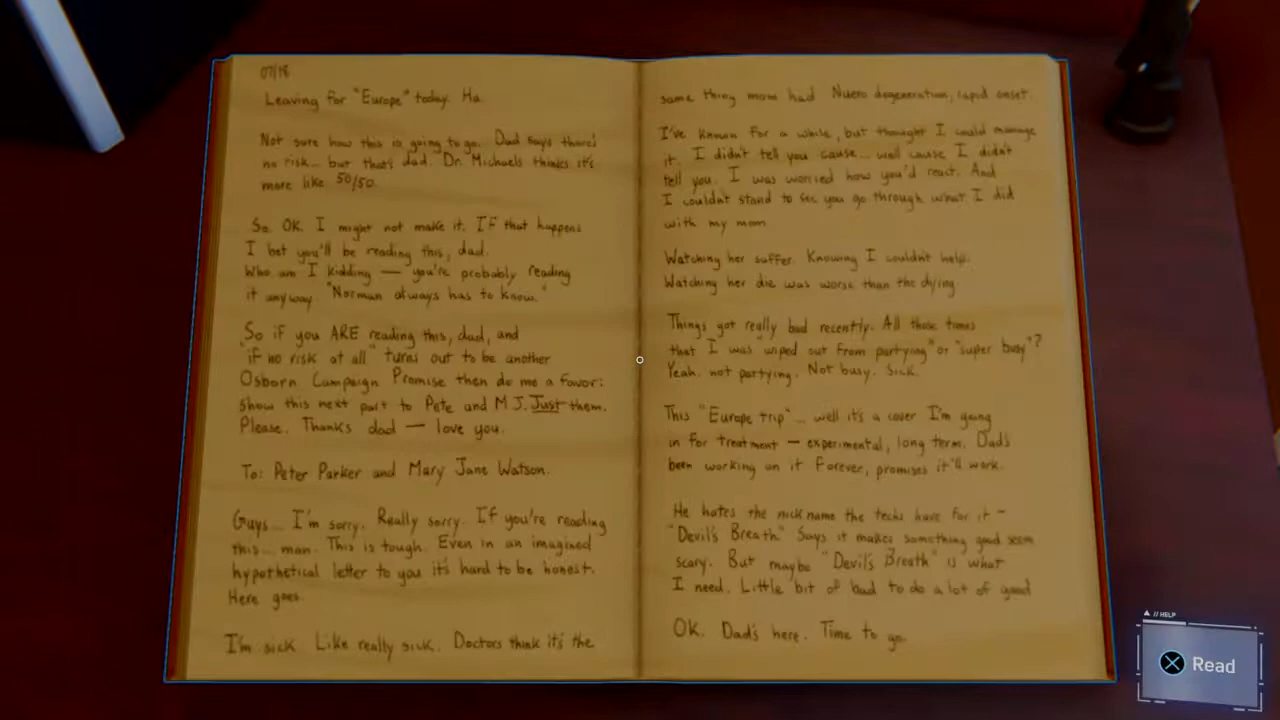 07/18
Leaving for "Europe" today. Ha.
Not sure how this is going to go. Dad says there's
no risk... but that's dad. Dr. Michaels thinks it's
more like 50/50.
So. OK. I might not make it. If that happens
I bet you'll be reading this, dad.
Who am I kidding — you're probably reading
it anyway. "Norman always has to know."
So if you ARE reading this, dad, and
"if no risk at all" turns out to be another
Osborn Campaign Promise then do me a favor:
show this next part to Pete and MJ. Just them.
Please. Thanks dad — love you.
To: Peter Parker and Mary Jane Watson.
Guys... I'm sorry. Really sorry. If you're reading
this... man. This is tough. Even in an imagined
hypothetical letter to you it's hard to be honest.
Here goes.
I'm sick. Like really sick. Doctors think it's the
same thing mom had. Nuero degeneration, rapid onset.
I've known for a while, but thought I could manage
it. I didn't tell you cause... well cause I didn't
tell you. I was worried how you'd react. And
I couldn't stand to see you go through what I did
with my mom.
Watching her suffer. Knowing I couldn't help.
Watching her die was worse than the dying.
Things got really bad recently. All those times
that I was "wiped out from partying" or "super busy"?
Yeah. not partying. Not busy. Sick.
This "Europe trip"... well it's a cover. I'm going
in for treatment — experimental, long term. Dad's
been working on it forever, promises it'll work.
He hates the nickname the techs have for it —
"Devil's Breath." Says it makes something good seem
scary. But maybe "Devil's Breath" is what
I need. Little bit of bad to do a lot of good.
OK. Dad's here. Time to go.
// HELP
Read